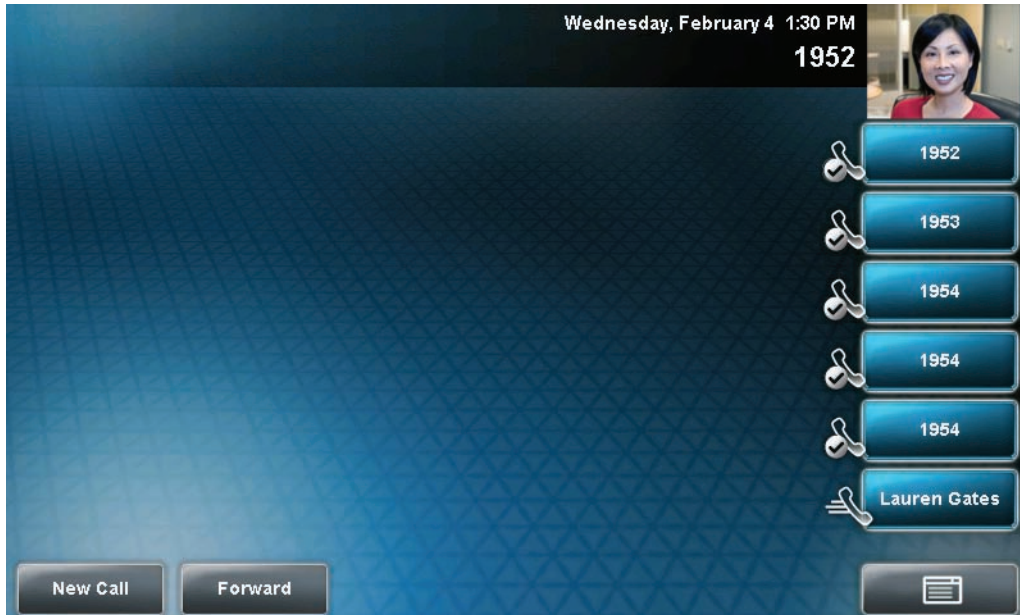 Wednesday, February 4 1:30 PM
1952
1952
1953
1954
1954
1954
Lauren Gates
New Call
Forward